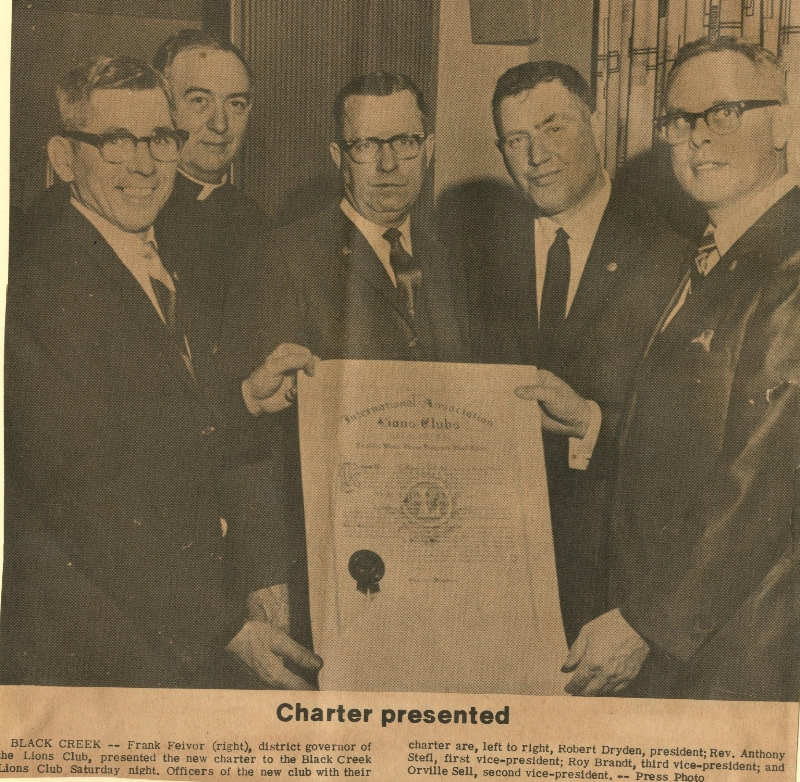 International Association
Lions Clubs
Charter presented
BLACK CREEK -- Frank Feivor (right), district governor of
the Lions Club, presented the new charter to the Black Creek
Lions Club Saturday night. Officers of the new club with their
charter are, left to right, Robert Dryden, president; Rev. Anthony
Stefl, first vice-president; Roy Brandt, third vice-president; and
Orville Sell, second vice-president. -- Press Photo